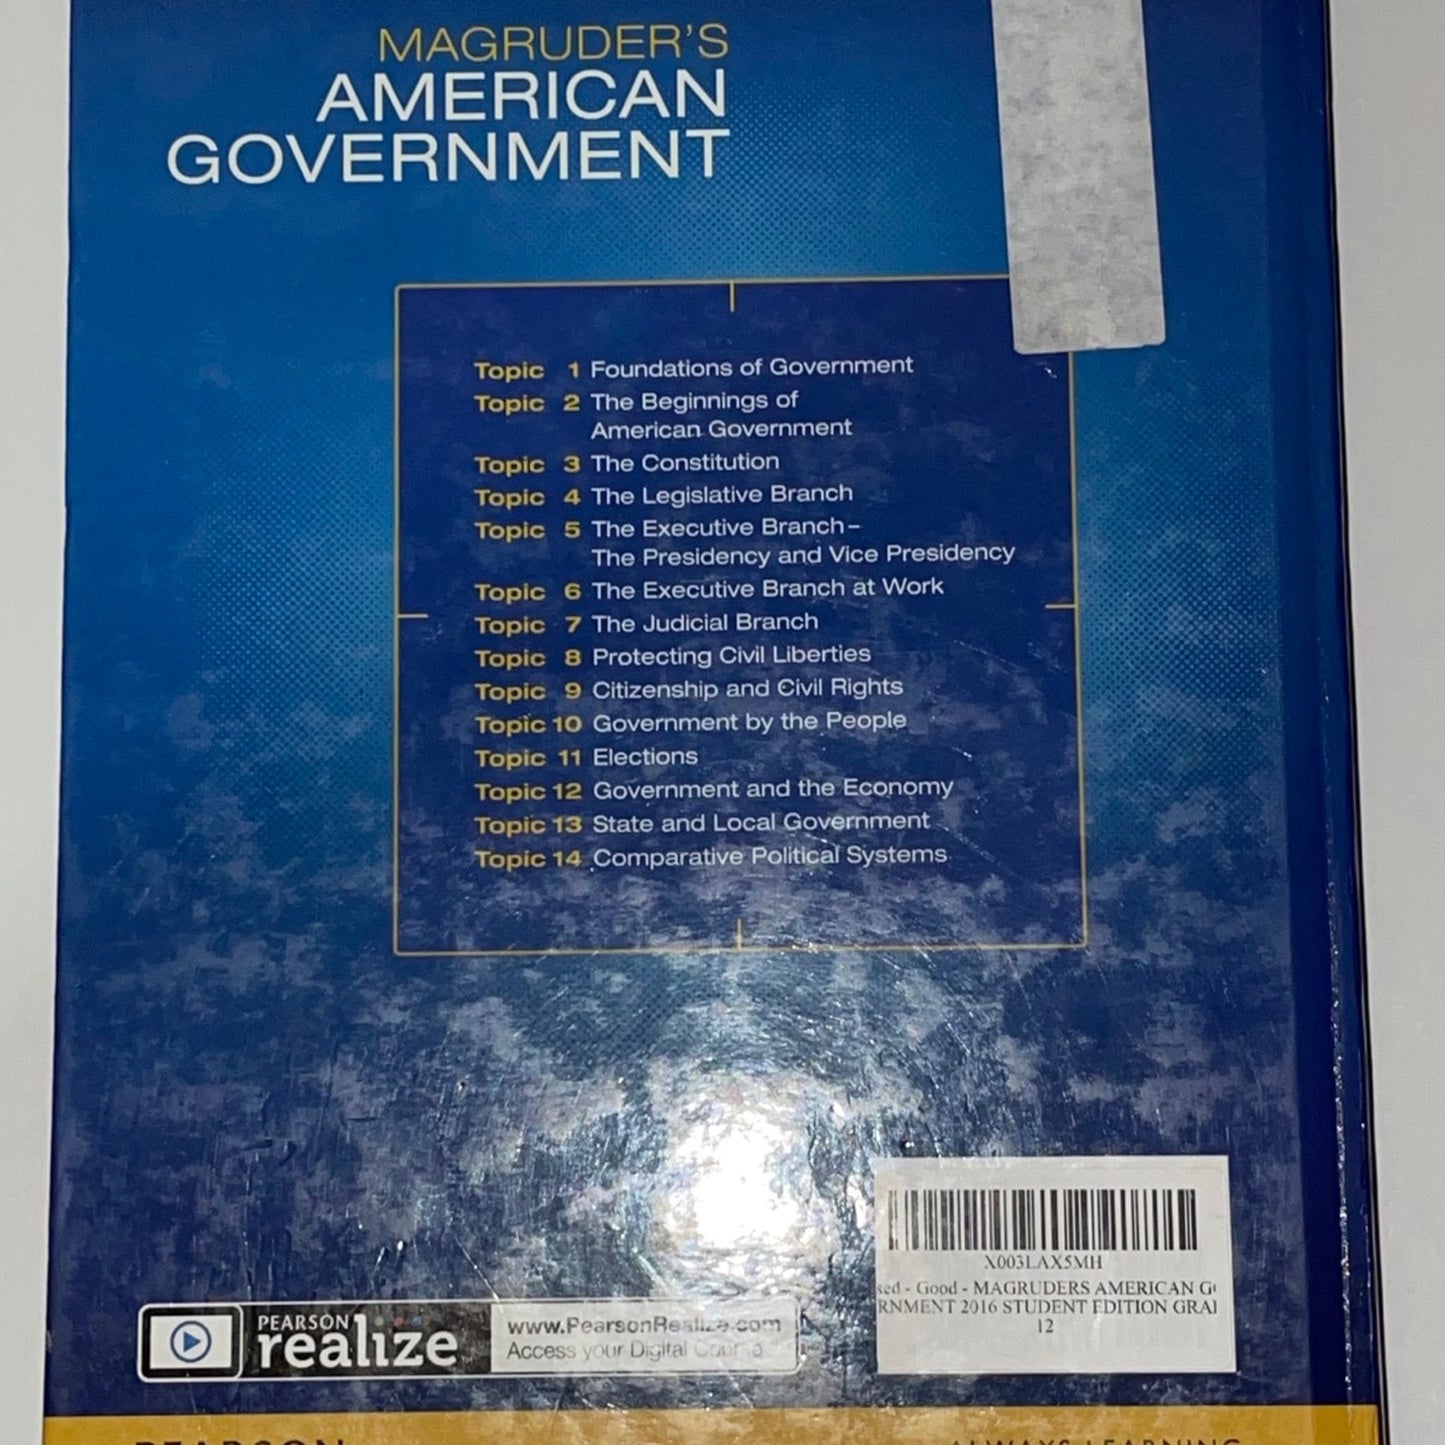 MAGRUDER'S
AMERICAN
GOVERNMENT
Topic 1 Foundations of Government
Topic 2 The Beginnings of
American Government
Topic 3 The Constitution
Topic 4 The Legislative Branch
Topic 5 The Executive Branch–
The Presidency and Vice Presidency
Topic 6 The Executive Branch at Work
Topic 7 The Judicial Branch
Topic 8 Protecting Civil Liberties
Topic 9 Citizenship and Civil Rights
Topic 10 Government by the People
Topic 11 Elections
Topic 12 Government and the Economy
Topic 13 State and Local Government
Topic 14 Comparative Political Systems
X003LAX5MH
sed - Good - MAGRUDERS AMERICAN G
RNMENT 2016 STUDENT EDITION GRA
12
PEARSON
realize
www.PearsonRealize.com
Access your Digital Course
PEARSON
ALWAYS LEARNING